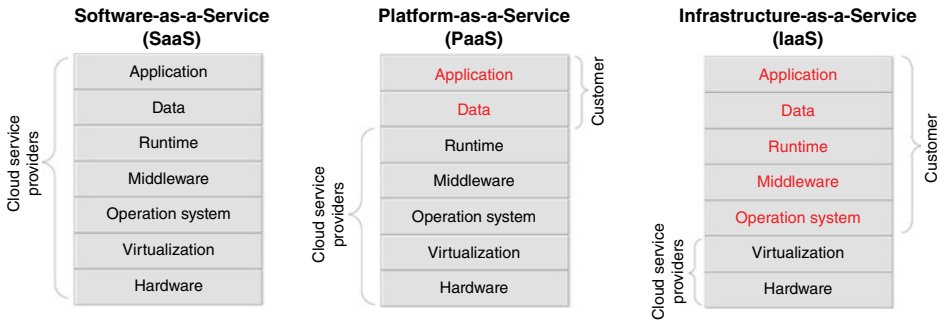 Software-as-a-Service
(SaaS)
Cloud service
providers
Application
Data
Runtime
Middleware
Operation system
Virtualization
Hardware
Platform-as-a-Service
(PaaS)
Application
Data
Customer
Runtime
Middleware
Operation system
Virtualization
Hardware
Cloud service
providers
Infrastructure-as-a-Service
(IaaS)
Application
Data
Runtime
Middleware
Operation system
Customer
Virtualization
Hardware
Cloud service
providers